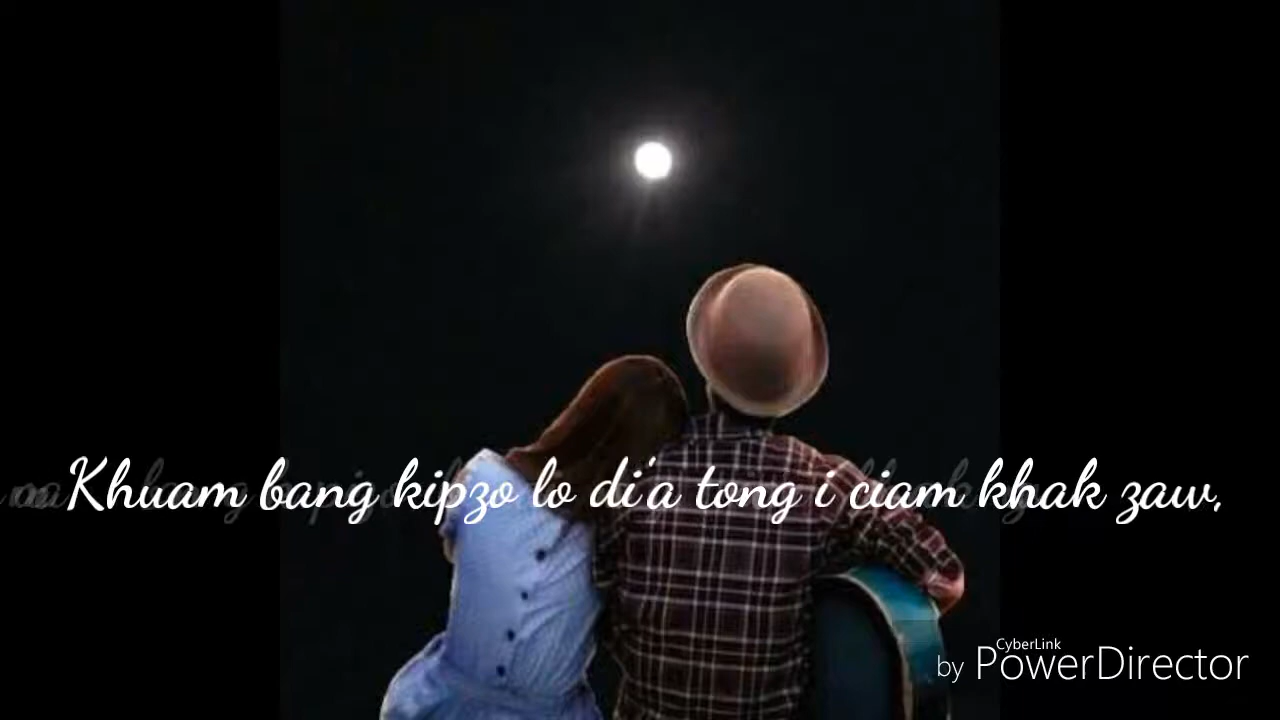 Khuam bang kipzo lo di'a tong i ciam khak zaw,
CyberLink
by PowerDirector